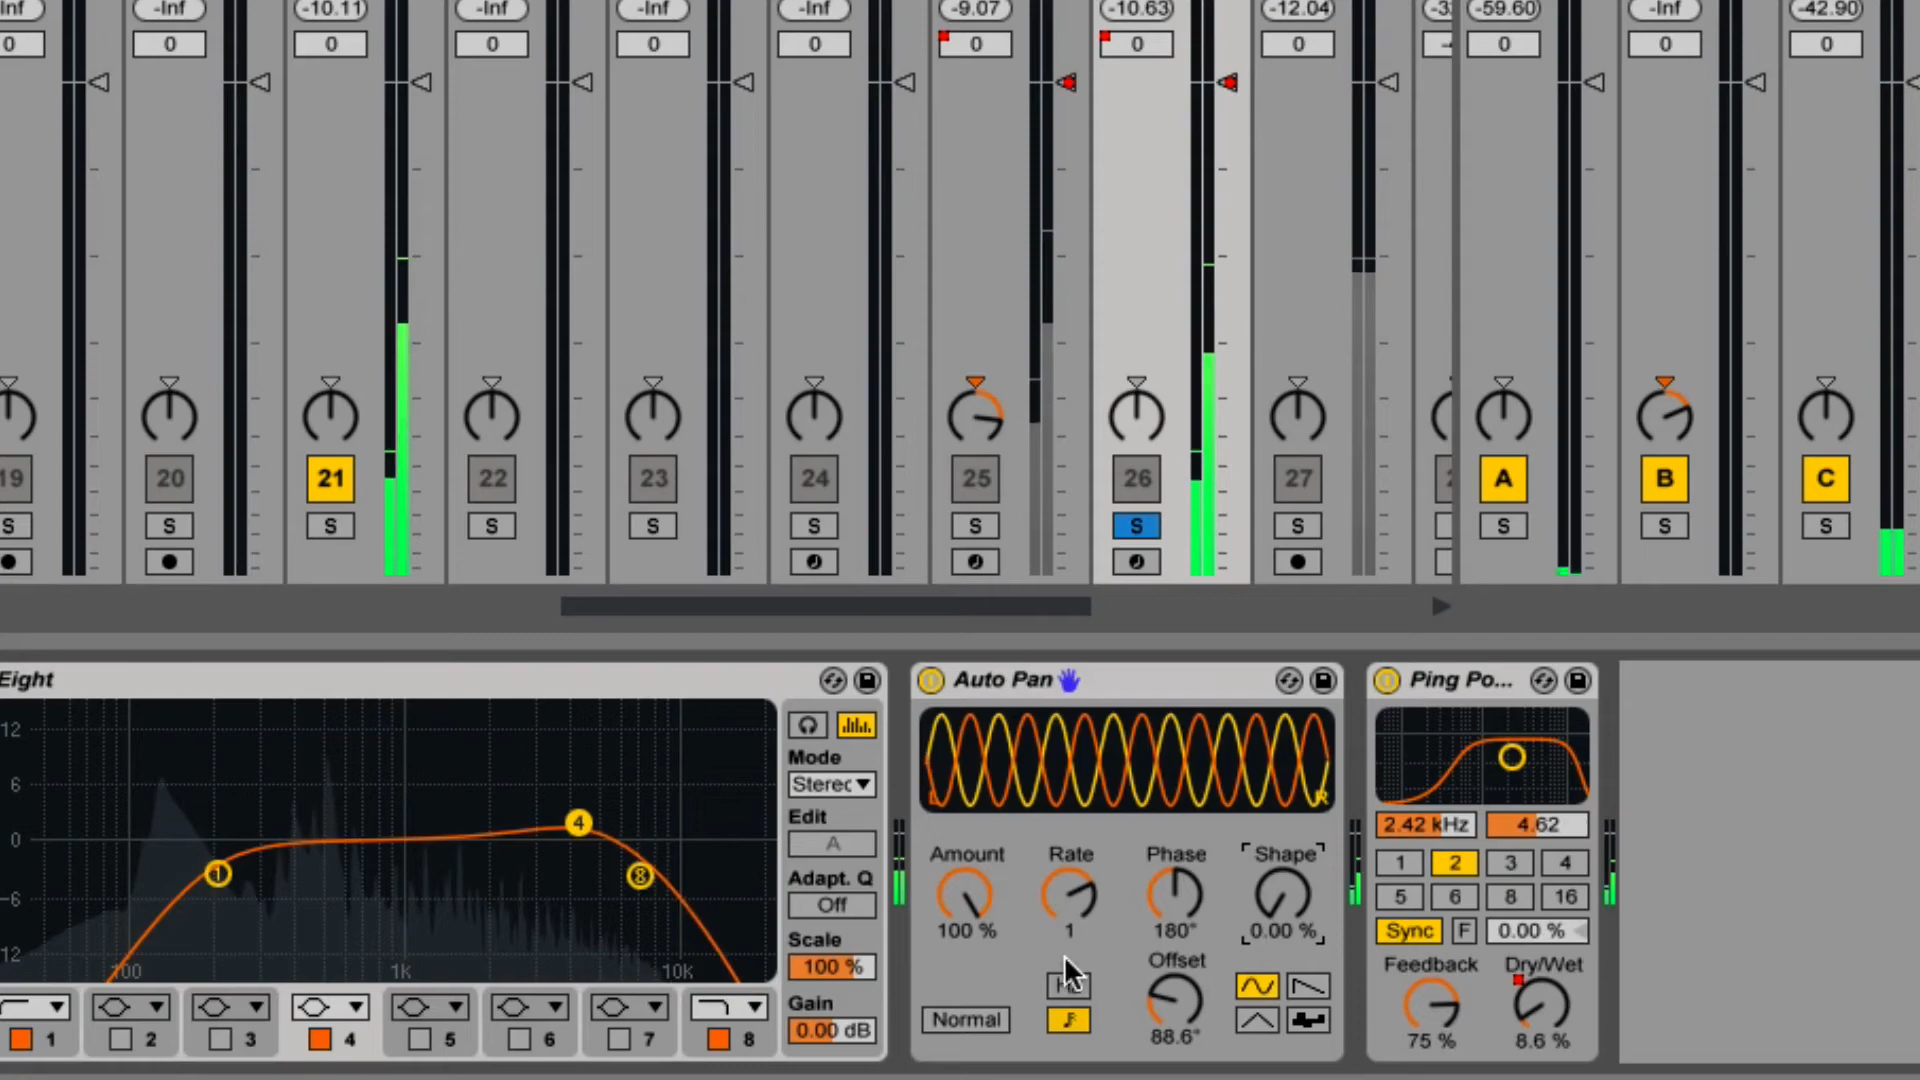 -Inf -10.11 -Inf -Inf -Inf -9.07 -10.63 -12.04 -59.60 -Inf -42.90
0 0 0 0 0 0 0 0 0 0 0 0
19 20 21 22 23 24 25 26 27 A B C
S S S S S S S S S S S S
Eight
12
6
0
-6
12
100 1k 10k
1 4 8
Mode
Stereo
Edit
A
Adapt. Q
Off
Scale
100 %
Gain
0.00 dB
1 2 3 4 5 6 7 8
Auto Pan
L R
Amount Rate Phase Shape
100 % 1 180° 0.00 %
Offset
Normal
88.6°
Ping Po...
2.42 kHz 4.62
1 2 3 4
5 6 8 16
Sync F 0.00 %
Feedback Dry/Wet
75 % 8.6 %